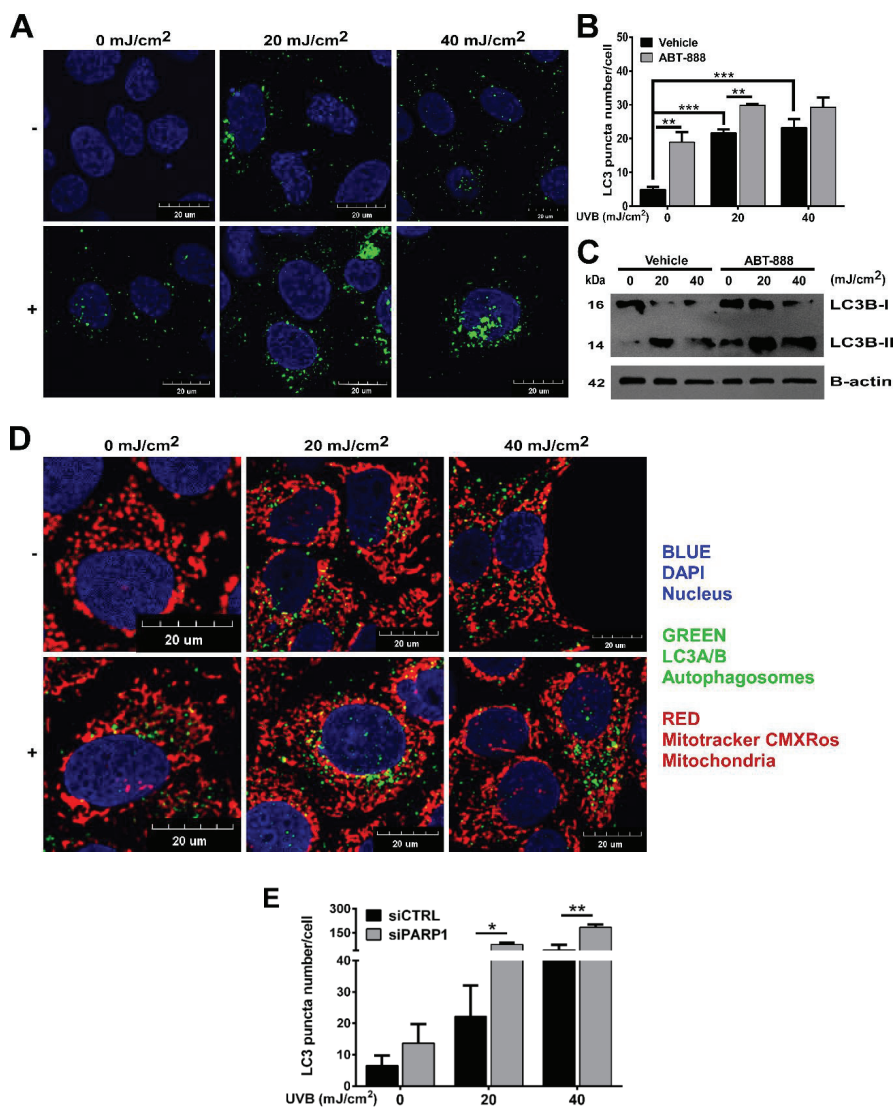 A
0 mJ/cm²
20 mJ/cm²
40 mJ/cm²
-
20 um
20 um
20 um
+
20 um
20 um
20 um
B
Vehicle
ABT-888
LC3 puncta number/cell
50
40
30
20
10
0
***
***
**
**
UVB (mJ/cm²)
0
20
40
C
Vehicle
ABT-888
kDa
0
20
40
0
20
40
(mJ/cm²)
16
LC3B-I
14
LC3B-II
42
B-actin
D
0 mJ/cm²
20 mJ/cm²
40 mJ/cm²
-
20 um
20 um
20 um
+
20 um
20 um
20 um
BLUE
DAPI
Nucleus
GREEN
LC3A/B
Autophagosomes
RED
Mitotracker CMXRos
Mitochondria
E
siCTRL
siPARP1
LC3 puncta number/cell
300
150
40
30
20
10
0
*
**
UVB (mJ/cm²)
0
20
40